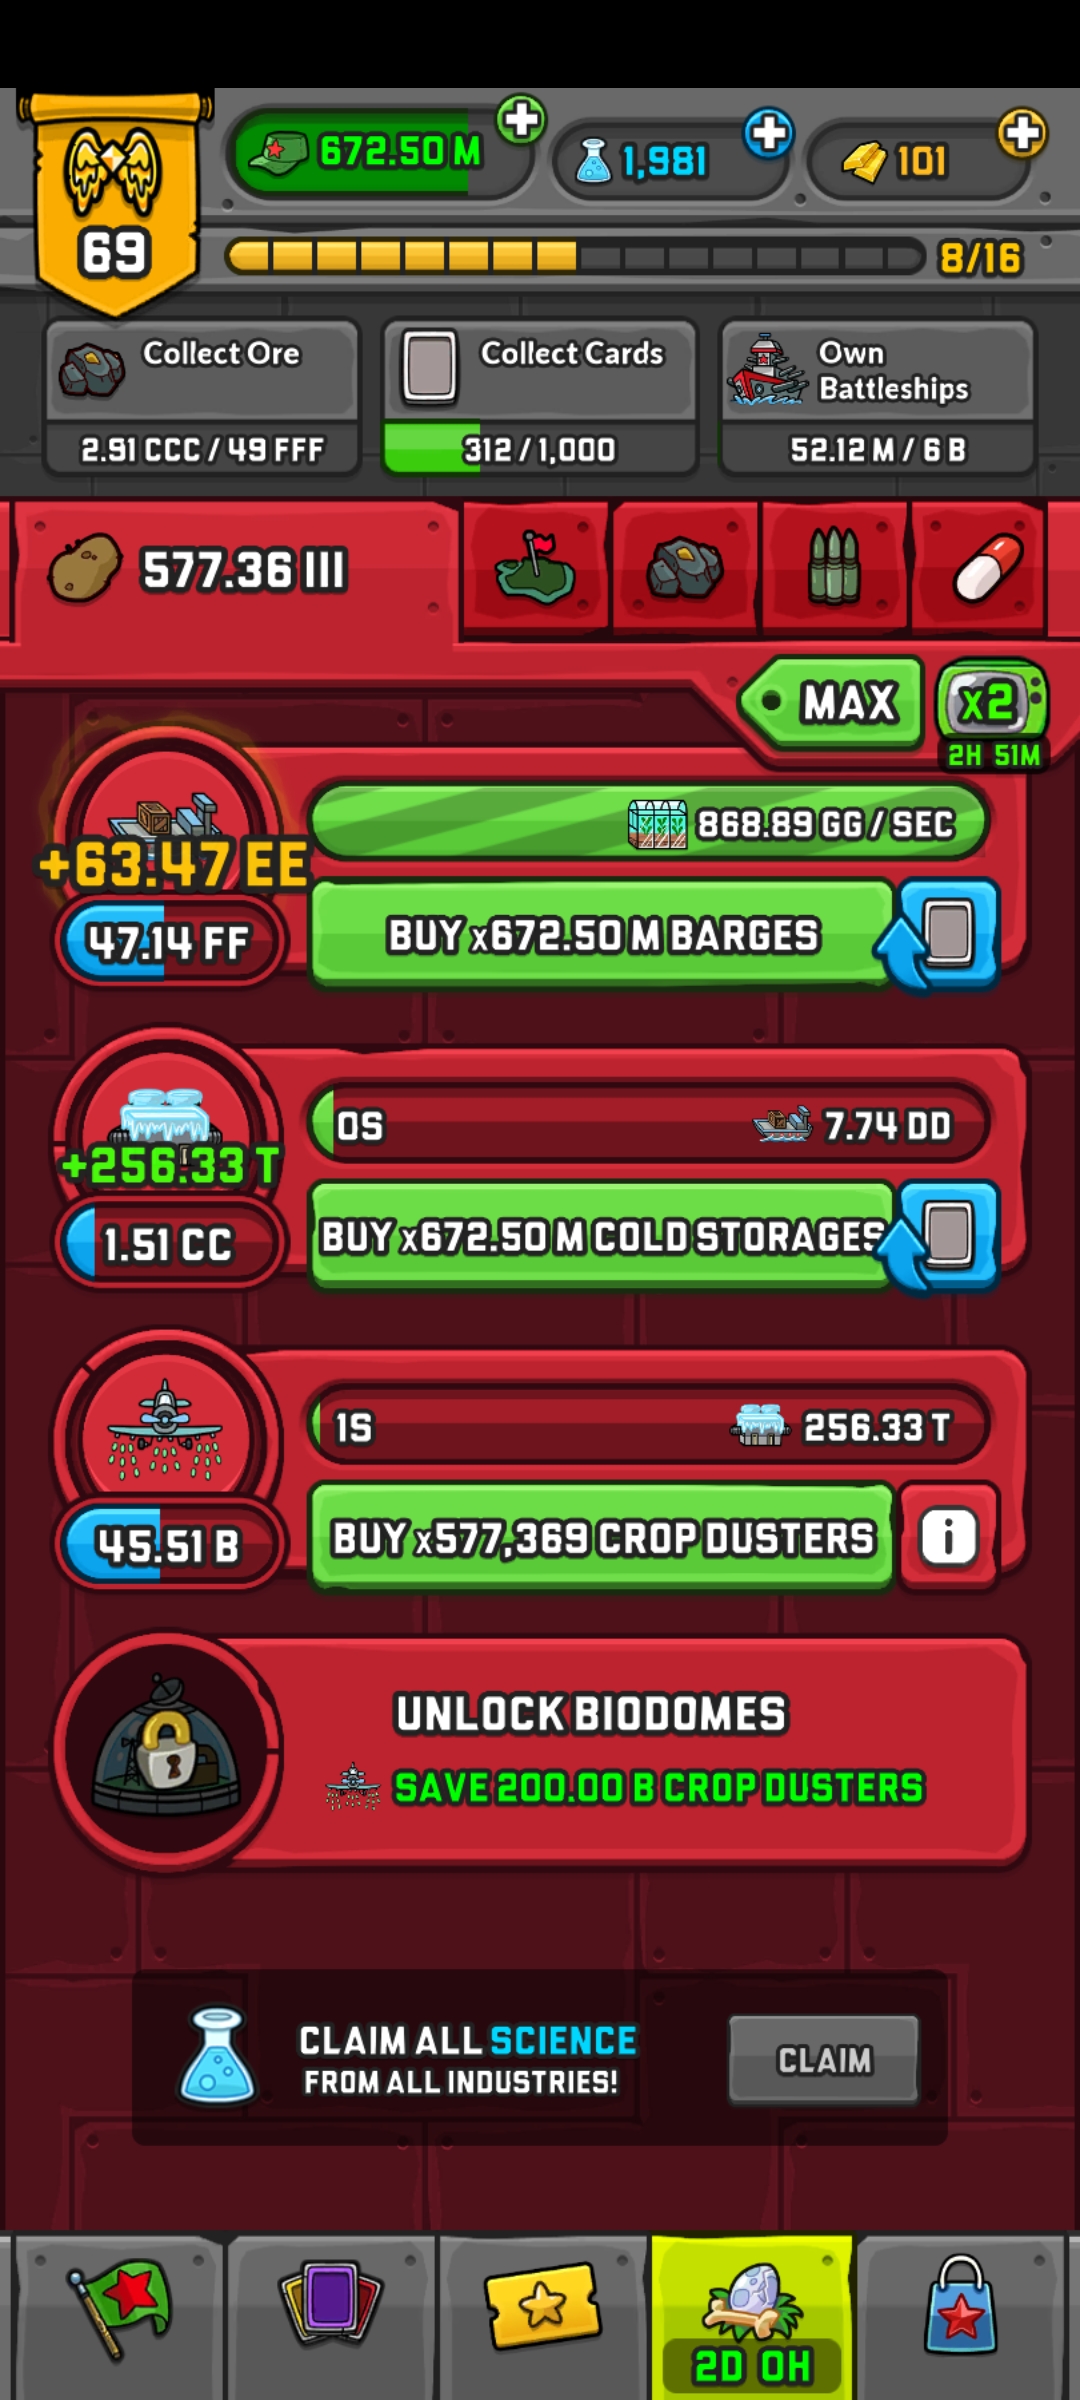 69
672.50 M
1,981
101
8/16
Collect Ore
2.91 CCC / 49 FFF
Collect Cards
312 / 1,000
Own
Battleships
52.12 M / 6 B
577.36 III
MAX
x2
2H 51M
+63.47 EE
47.14 FF
868.89 GG / SEC
BUY x672.50 M BARGES
+256.33 T
1.51 CC
0S
7.74 DD
BUY x672.50 M COLD STORAGES
45.51 B
1S
256.33 T
BUY x577,369 CROP DUSTERS
i
UNLOCK BIODOMES
SAVE 200.00 B CROP DUSTERS
CLAIM ALL SCIENCE
FROM ALL INDUSTRIES!
CLAIM
2D 0H